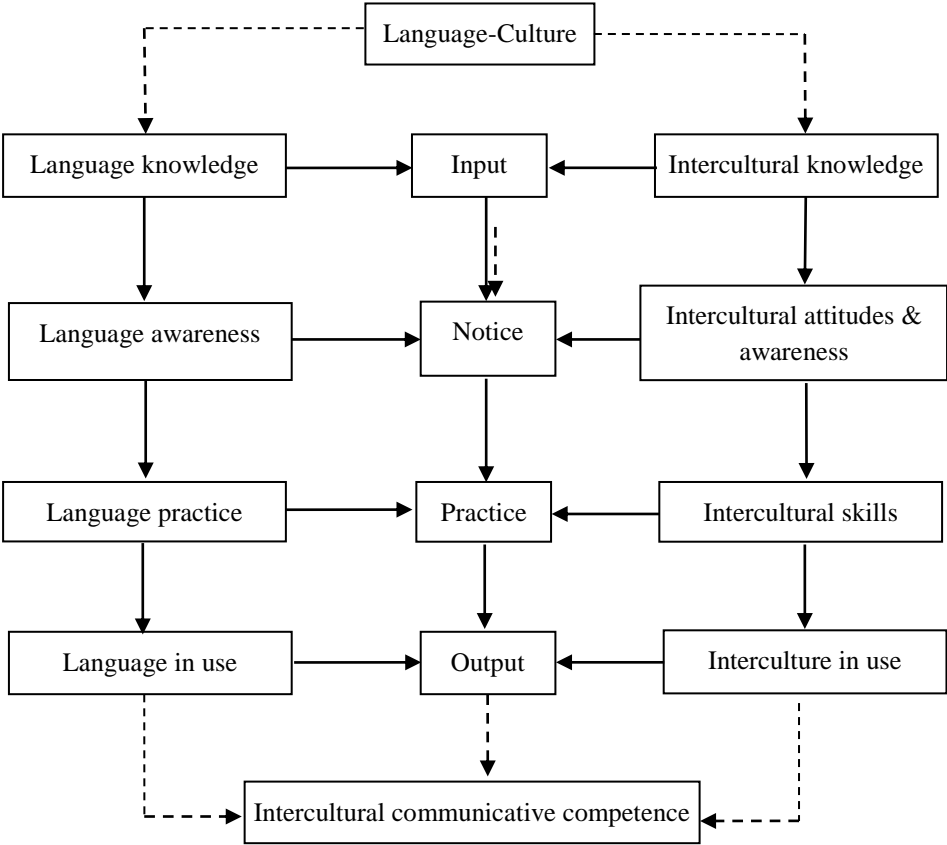 Language-Culture
Language knowledge
Input
Intercultural knowledge
Language awareness
Notice
Intercultural attitudes &
awareness
Language practice
Practice
Intercultural skills
Language in use
Output
Interculture in use
Intercultural communicative competence